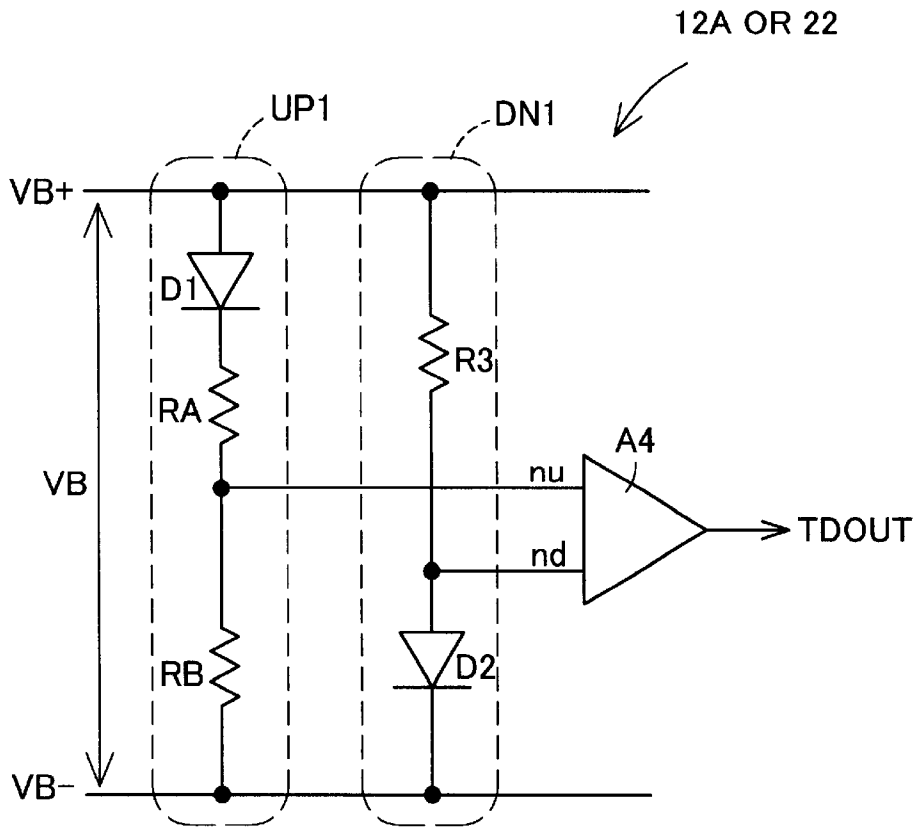 12A OR 22
UP1
DN1
VB+
D1
R3
RA
A4
VB
nu
TDOUT
nd
RB
D2
VB-